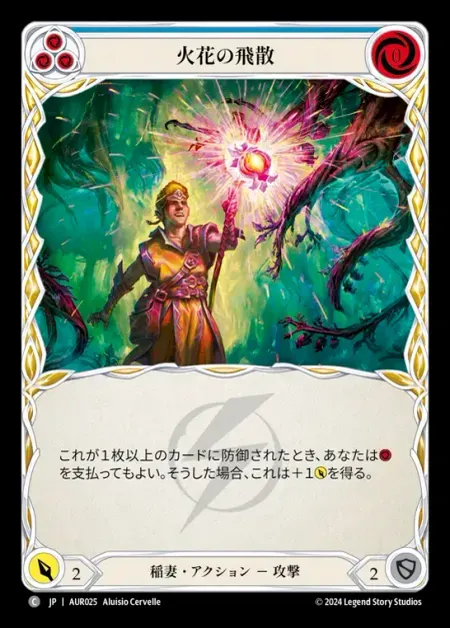 火花の飛散
0
これが1枚以上のカードに防御されたとき、あなたは
を支払ってもよい。そうした場合、これは+1を得る。
2
稲妻・アクション ー 攻撃
2
C JP | AUR025 Aluisio Cervelle
© 2024 Legend Story Studios